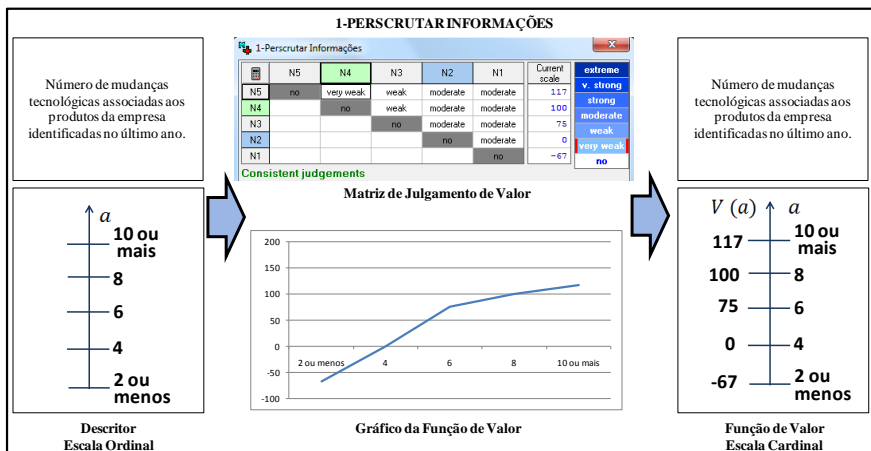 1-PERSCRUTAR INFORMAÇÕES
Número de mudanças
tecnológicas associadas aos
produtos da empresa
identificadas no último ano.
a
10 ou
mais
8
6
4
2 ou
menos
Descritor
Escala Ordinal
1-Perscrutar Informações
N5 N4 N3 N2 N1 Current
scale
N5 no very weak weak moderate moderate 117
N4 no weak moderate moderate 100
N3 no moderate moderate 75
N2 no moderate 0
N1 no -67
extreme
v. strong
strong
moderate
weak
very weak
no
Consistent judgements
Matriz de Julgamento de Valor
200
150
100
50
0
-50
-100
2 ou menos 4 6 8 10 ou mais
Gráfico da Função de Valor
Número de mudanças
tecnológicas associadas aos
produtos da empresa
identificadas no último ano.
V (a) a
117 10 ou
mais
100 8
75 6
0 4
-67 2 ou
menos
Função de Valor
Escala Cardinal